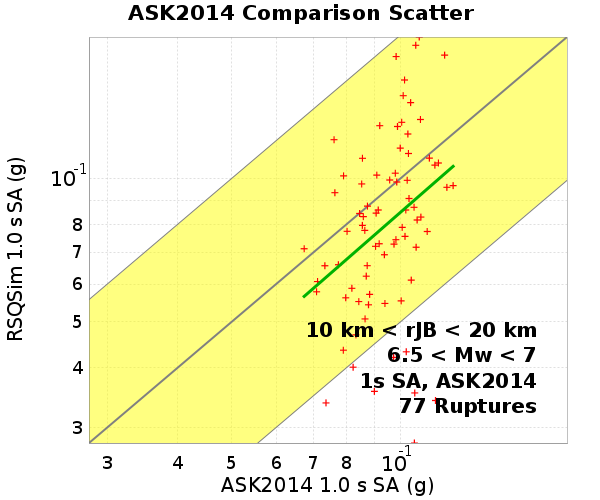 ASK2014 Comparison Scatter
RSQSim 1.0 s SA (g)
10-1
8
7
6
5
4
3
10 km < rJB < 20 km
6.5 < Mw < 7
1s SA, ASK2014
77 Ruptures
3 4 5 6 7 8 10-1
ASK2014 1.0 s SA (g)